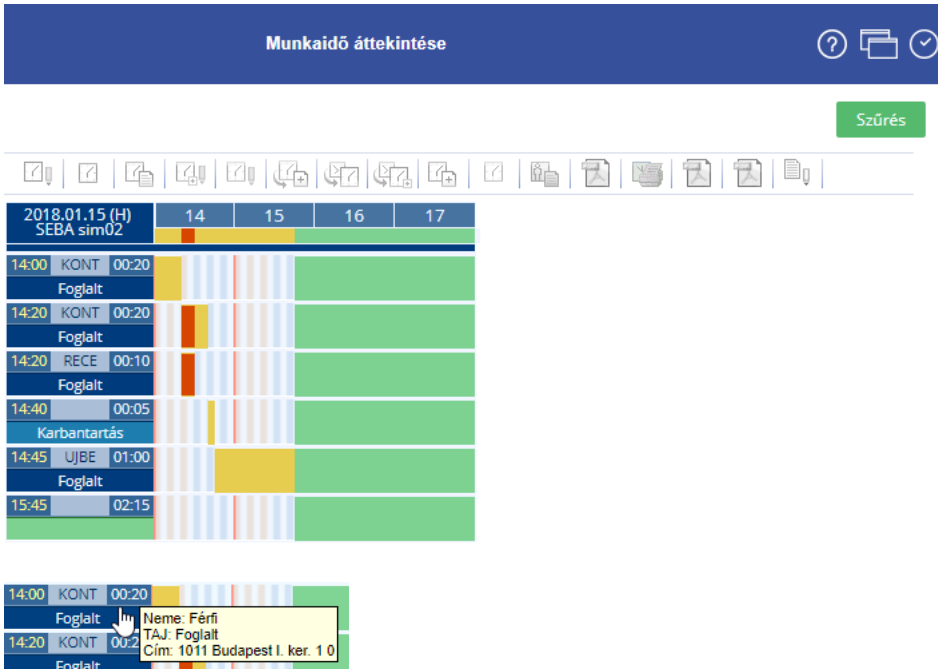 Munkaidő áttekintése
Szűrés
2018.01.15 (H) 14 15 16 17
SEBA sim02
14:00 KONT 00:20
Foglalt
14:20 KONT 00:20
Foglalt
14:20 RECE 00:10
Foglalt
14:40 00:05
Karbantartás
14:45 UJBE 01:00
Foglalt
15:45 02:15
14:00 KONT 00:20
Foglalt Neme: Férfi
TAJ: Foglalt
14:20 KONT 00:2
Cím: 1011 Budapest I. ker. 1 0
Foglalt